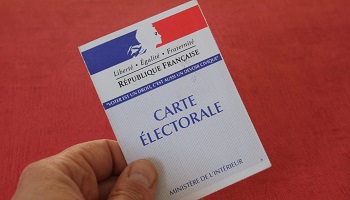 Liberté • Égalité • Fraternité
RÉPUBLIQUE FRANÇAISE
"VOTER EST UN DROIT, C'EST AUSSI UN DEVOIR CIVIQUE"
CARTE
ÉLECTORALE
MINISTÈRE DE L'INTÉRIEUR